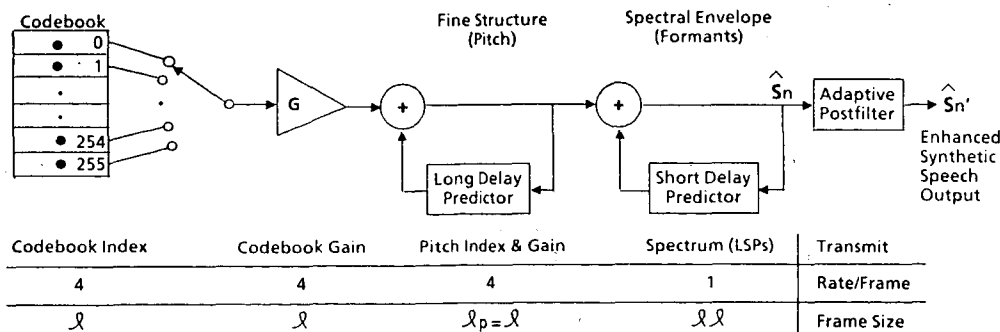 Codebook
0
1
254
255
G
+
Fine Structure
(Pitch)
Long Delay
Predictor
+
Spectral Envelope
(Formants)
Short Delay
Predictor
Ŝn
Adaptive
Postfilter
Ŝn'
Enhanced
Synthetic
Speech
Output
Codebook Index Codebook Gain Pitch Index & Gain Spectrum (LSPs) Transmit
4 4 4 1 Rate/Frame
ℓ ℓ ℓp = ℓ ℓℓ Frame Size